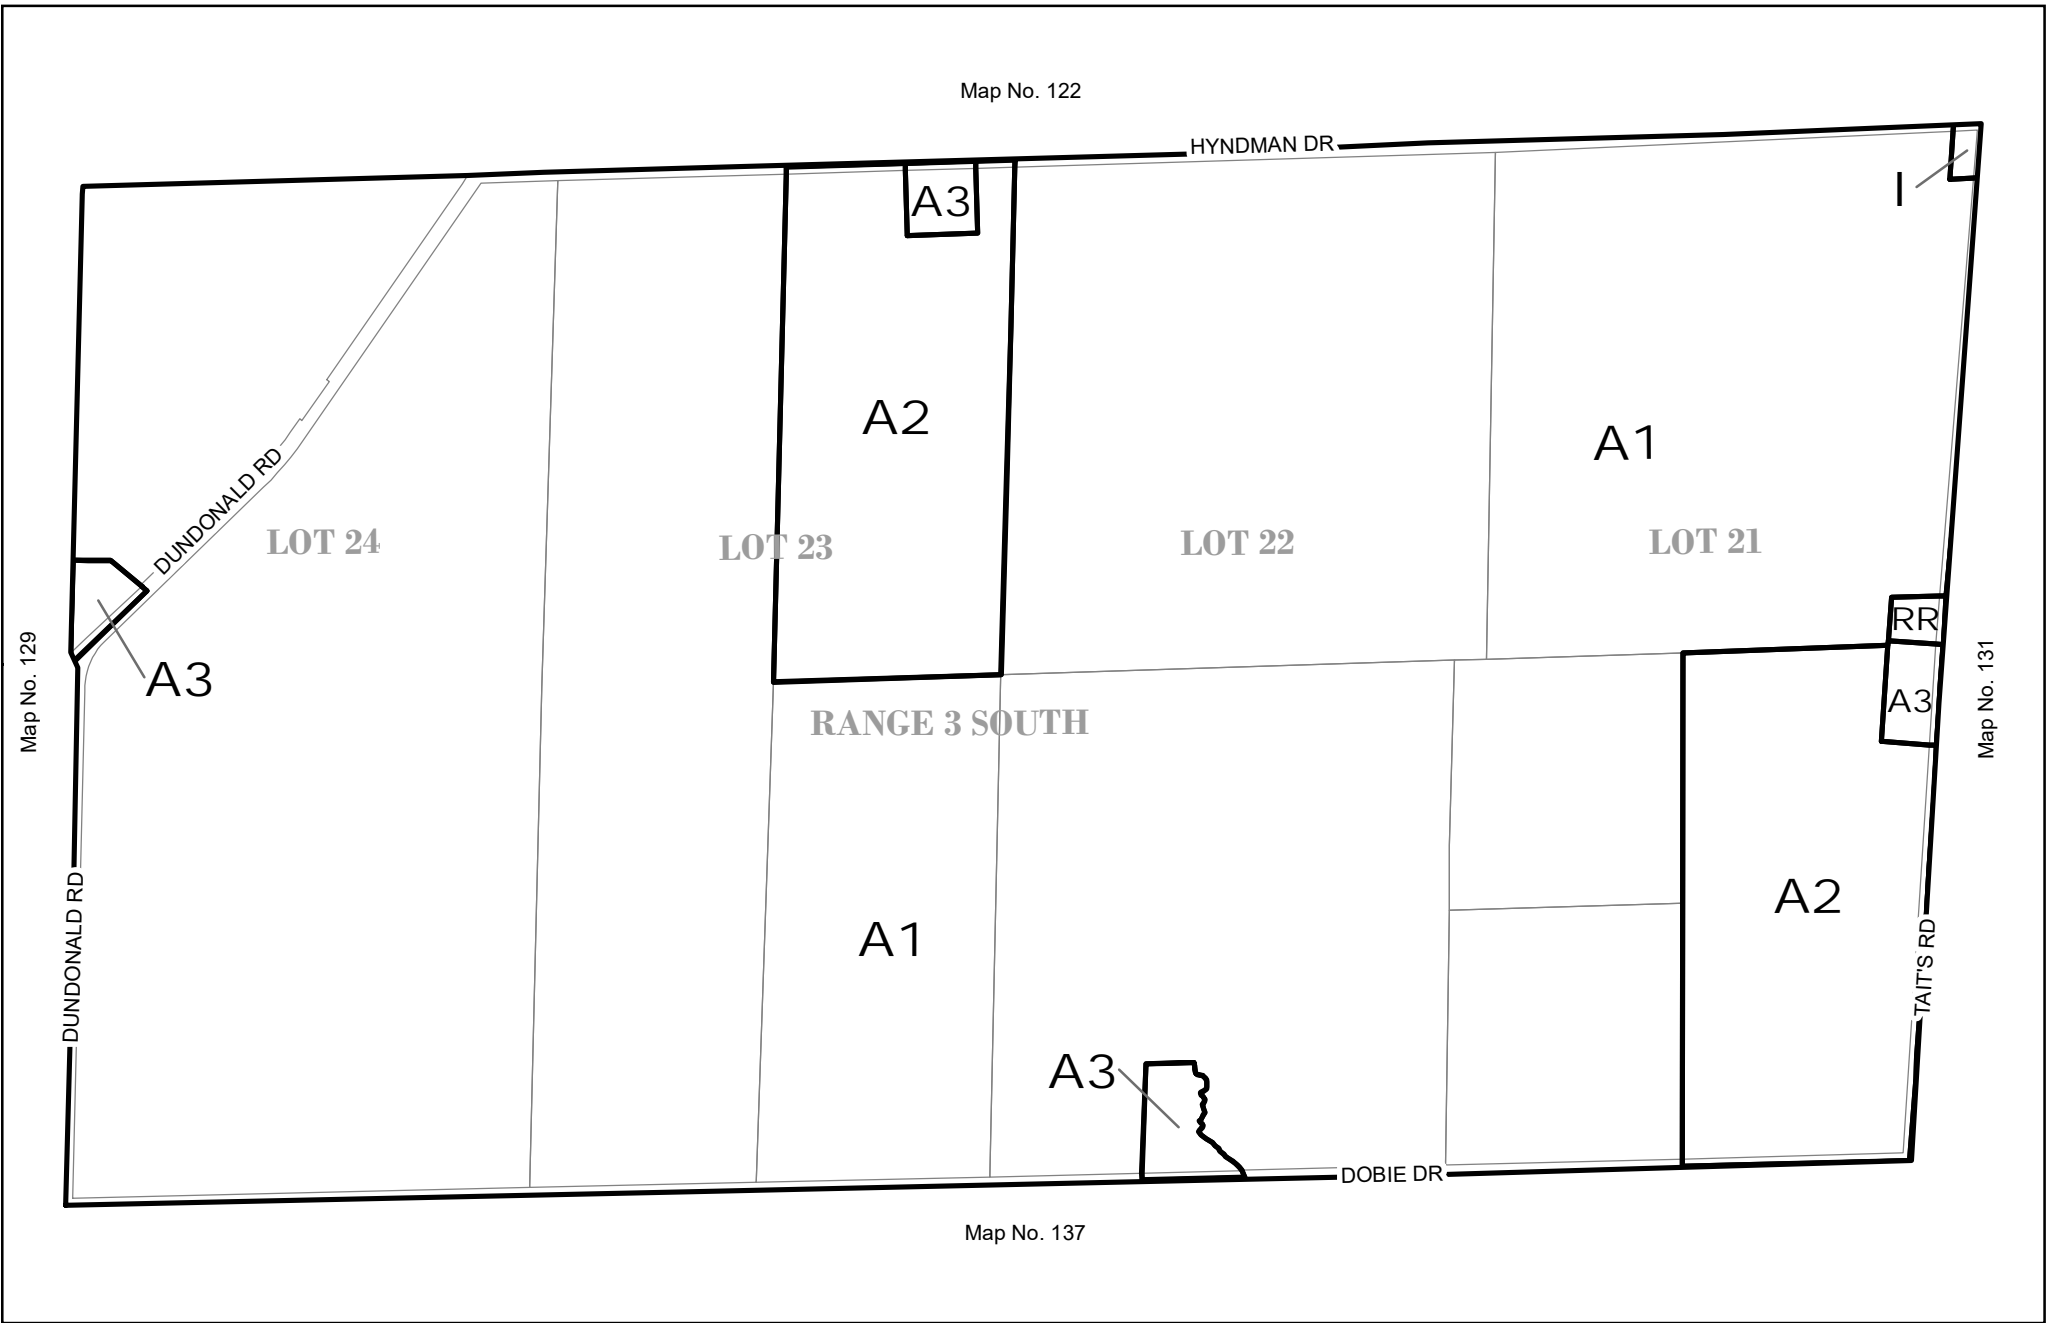 Map No. 122
HYNDMAN DR
A3
I
A2
A1
DUNDONALD RD
LOT 24
LOT 23
LOT 22
LOT 21
RR
Map No. 129
A3
Map No. 131
A3
RANGE 3 SOUTH
DUNDONALD RD
A1
A2
TAIT'S RD
A3
DOBIE DR
Map No. 137